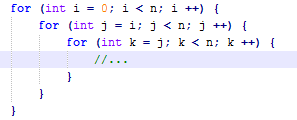 for (int i = 0; i < n; i ++) {
    for (int j = i; j < n; j ++) {
        for (int k = j; k < n; k ++) {
            //...
        }
    }
}